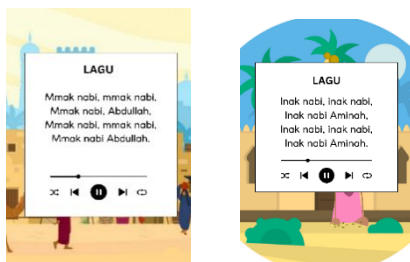 LAGU
Mmak nabi, mmak nabi,
Mmak nabi, Abdullah,
Mmak nabi, mmak nabi,
Mmak nabi Abdullah.
LAGU
Inak nabi, inak nabi,
Inak nabi Aminah,
Inak nabi, inak nabi,
Inak nabi Aminah.